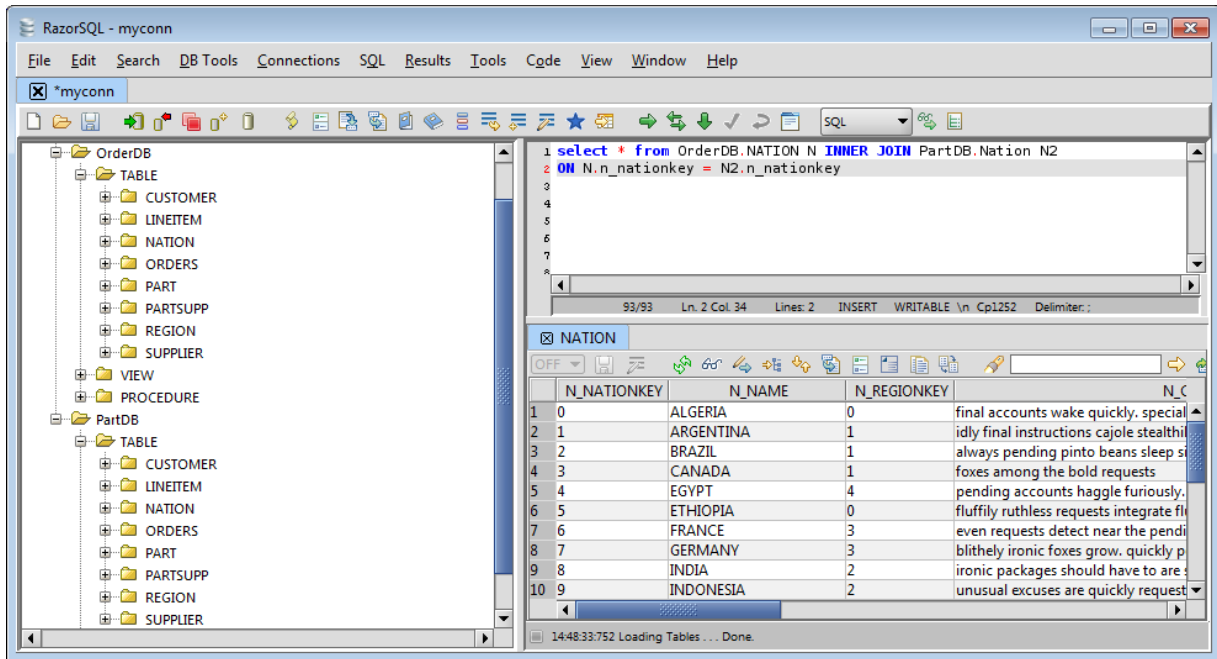 RazorSQL - myconn
File Edit Search DB Tools Connections SQL Results Tools Code View Window Help
*myconn
SQL
OrderDB
TABLE
CUSTOMER
LINEITEM
NATION
ORDERS
PART
PARTSUPP
REGION
SUPPLIER
VIEW
PROCEDURE
PartDB
TABLE
CUSTOMER
LINEITEM
NATION
ORDERS
PART
PARTSUPP
REGION
SUPPLIER
1 select * from OrderDB.NATION N INNER JOIN PartDB.Nation N2
2 ON N.n_nationkey = N2.n_nationkey
3
4
5
6
7
93/93 Ln. 2 Col. 34 Lines: 2 INSERT WRITABLE \n Cp1252 Delimiter: ;
NATION
OFF
N_NATIONKEY N_NAME N_REGIONKEY
1 0 ALGERIA 0 final accounts wake quickly. special
2 1 ARGENTINA 1 idly final instructions cajole
3 2 BRAZIL 1 always pending pinto beans sleep
4 3 CANADA 1 foxes among the bold requests
5 4 EGYPT 4 pending accounts haggle furiously.
6 5 ETHIOPIA 0 fluffily ruthless requests integrate
7 6 FRANCE 3 even requests detect near the
8 7 GERMANY 3 blithely ironic foxes grow. quickly
9 8 INDIA 2 ironic packages should have to are
10 9 INDONESIA 2 unusual excuses are quickly request
14:48:33:752 Loading Tables . . . Done.